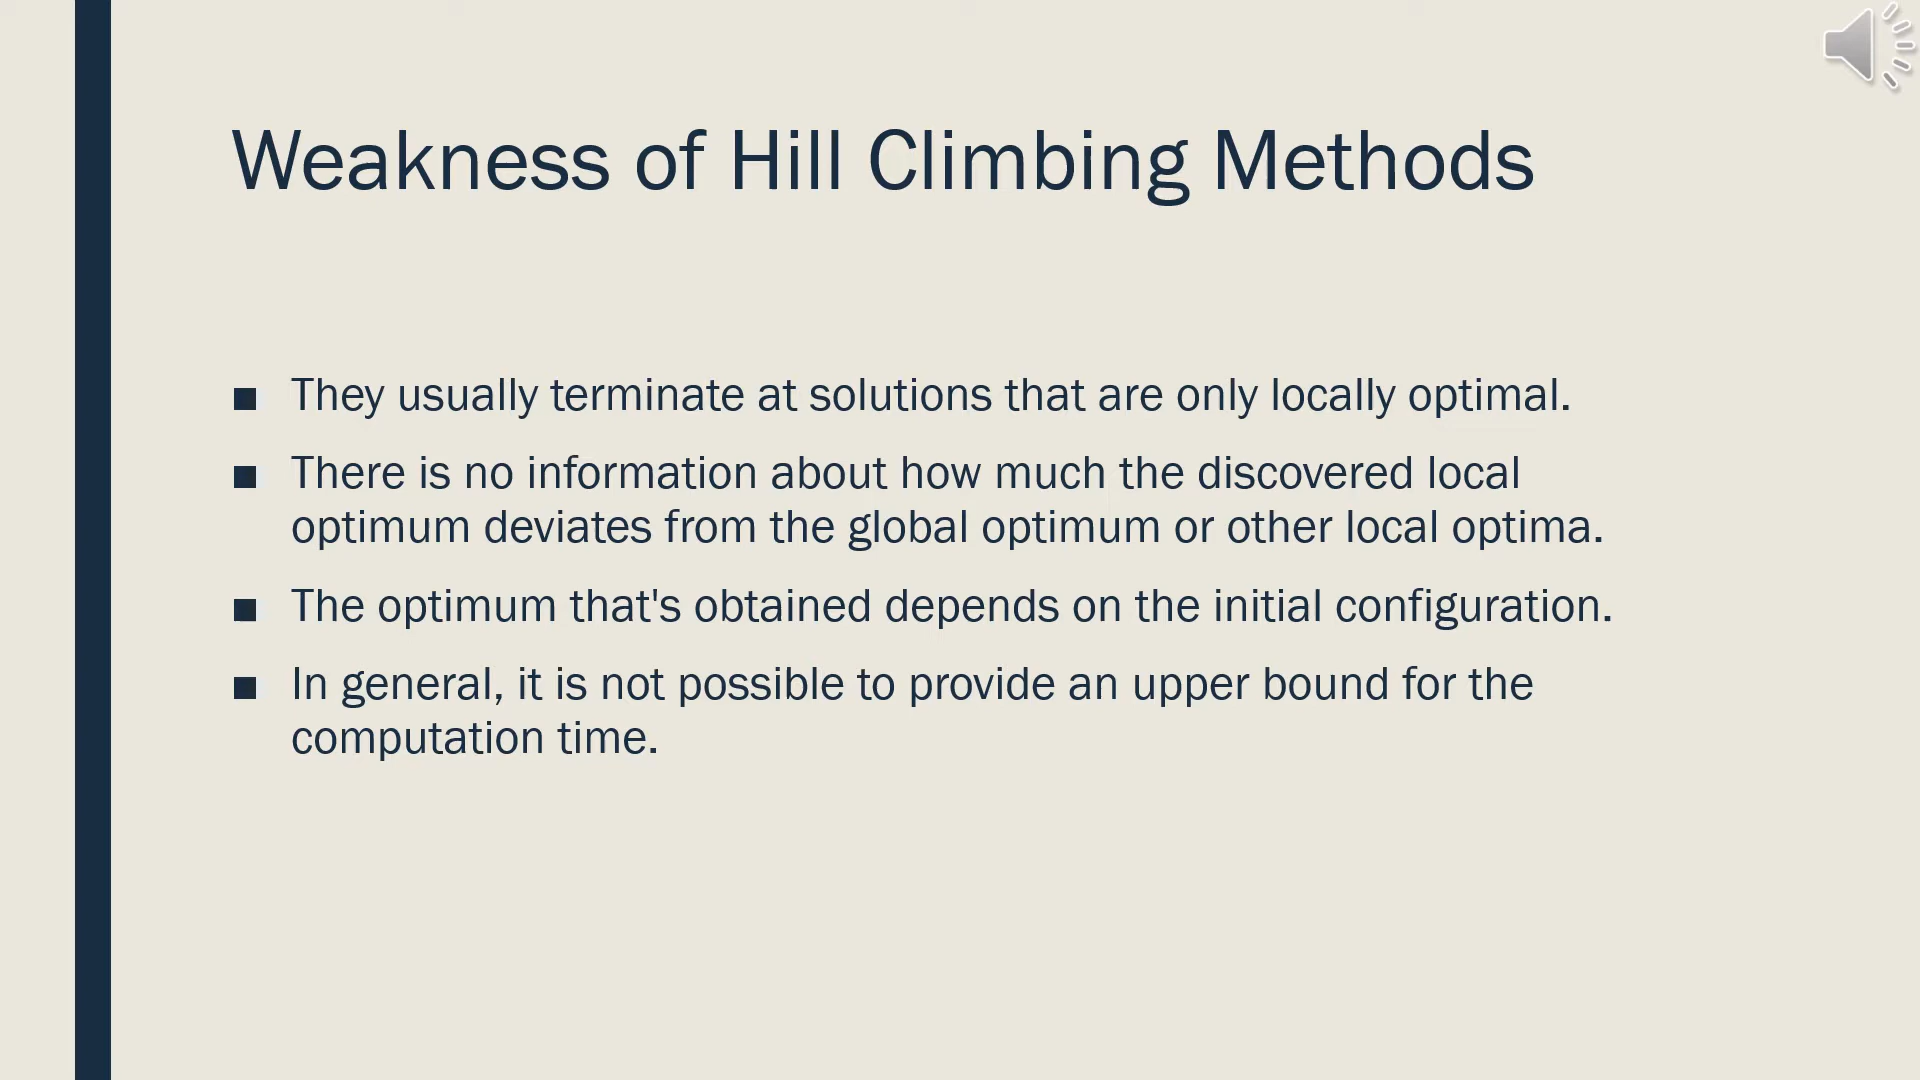 Weakness of Hill Climbing Methods
They usually terminate at solutions that are only locally optimal.
There is no information about how much the discovered local
optimum deviates from the global optimum or other local optima.
The optimum that's obtained depends on the initial configuration.
In general, it is not possible to provide an upper bound for the
computation time.